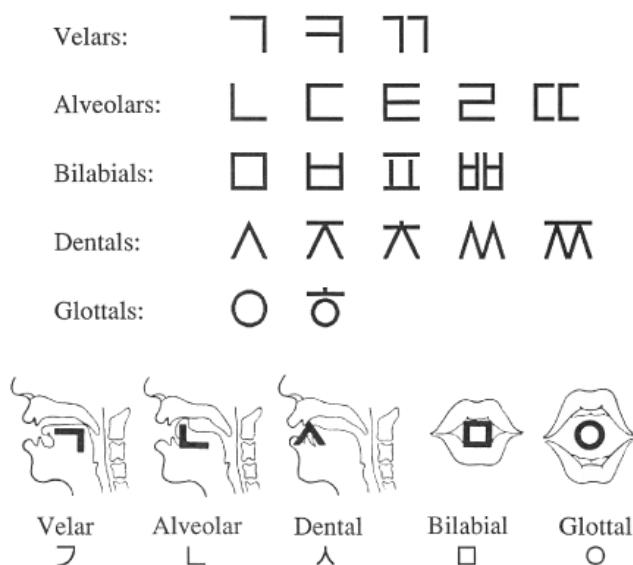 Velars: ㄱ ㅋ ㄲ
Alveolars: ㄴ ㄷ ㅌ ㄹ ㄸ
Bilabials: ㅁ ㅂ ㅍ ㅃ
Dentals: ㅅ ㅈ ㅊ ㅆ ㅉ
Glottals: ㅇ ㅎ
ㄱ ㄴ ㅅ ㅁ ㅇ
Velar Alveolar Dental Bilabial Glottal
ㄱ ㄴ ㅅ ㅁ ㅇ